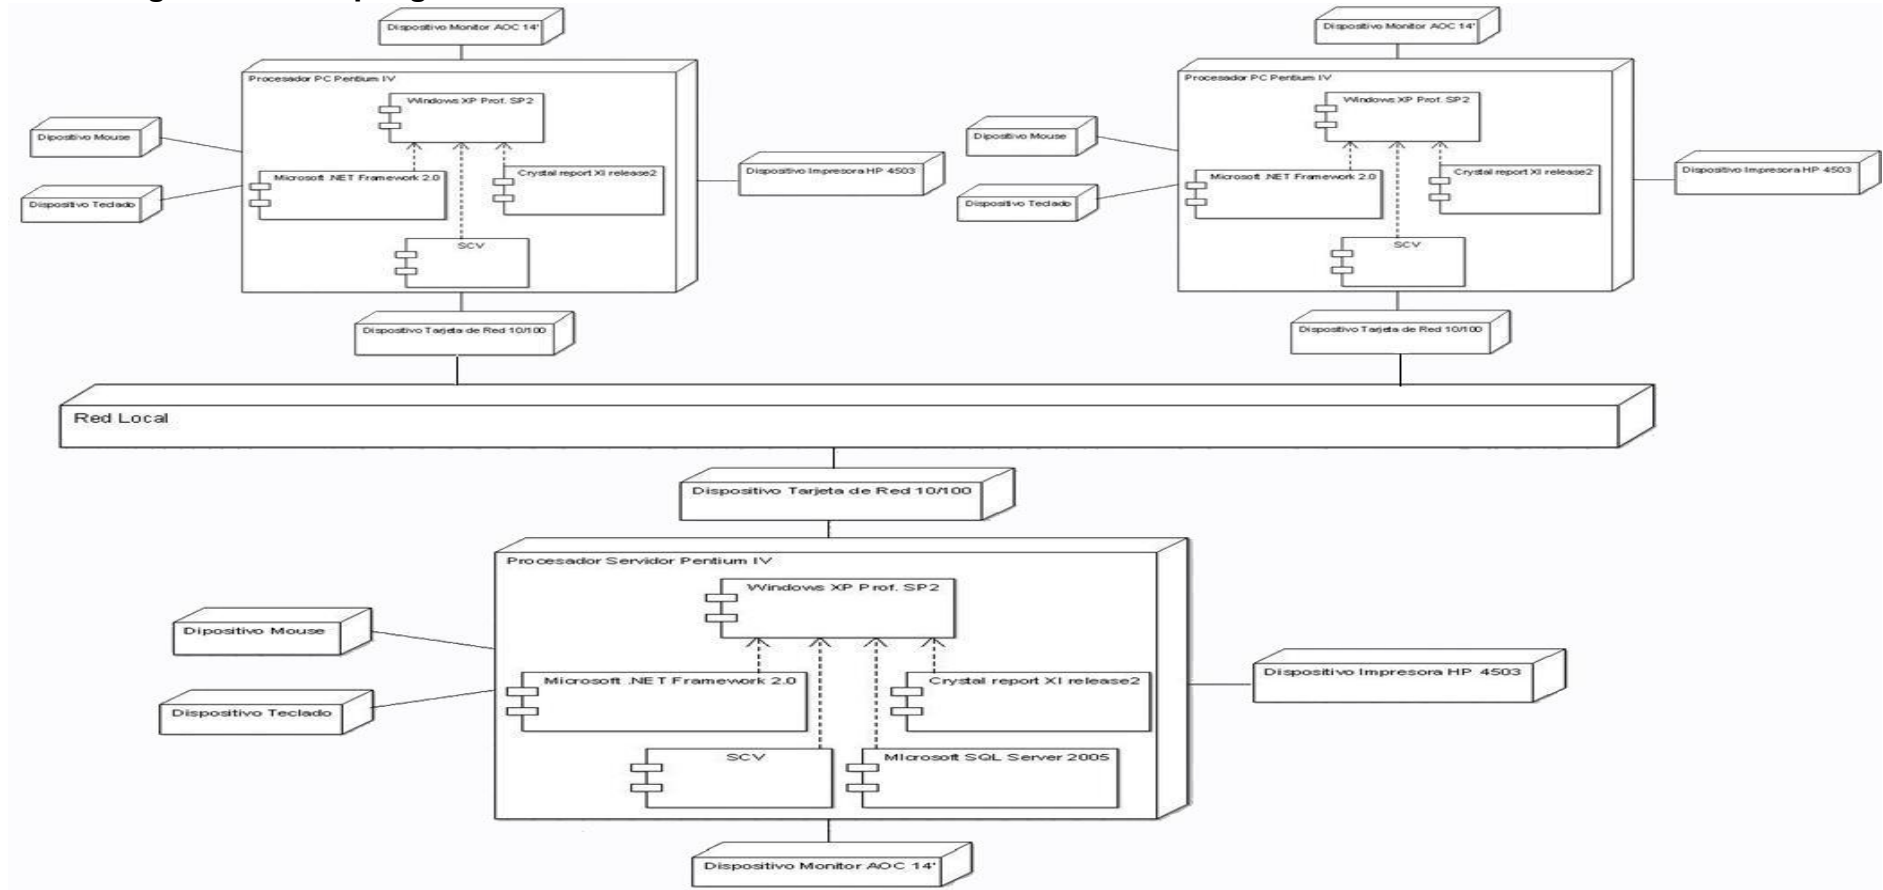 Dispositivo Monitor AOC 14'
Procesador PC Pentium IV
Windows XP Prof. SP2
Dipositivo Mouse
Microsoft .NET Framework 2.0
Crystal report XI release2
Dispositivo Impresora HP 4503
Dispositivo Teclado
SCV
Dispositivo Tarjeta de Red 10/100
Dispositivo Monitor AOC 14'
Procesador PC Pentium IV
Windows XP Prof. SP2
Dipositivo Mouse
Microsoft .NET Framework 2.0
Crystal report XI release2
Dispositivo Impresora HP 4503
Dispositivo Teclado
SCV
Dispositivo Tarjeta de Red 10/100
Red Local
Dispositivo Tarjeta de Red 10/100
Procesador Servidor Pentium IV
Windows XP Prof. SP2
Dipositivo Mouse
Microsoft .NET Framework 2.0
Crystal report XI release2
Dispositivo Impresora HP 4503
Dispositivo Teclado
SCV
Microsoft SQL Server 2005
Dispositivo Monitor AOC 14'